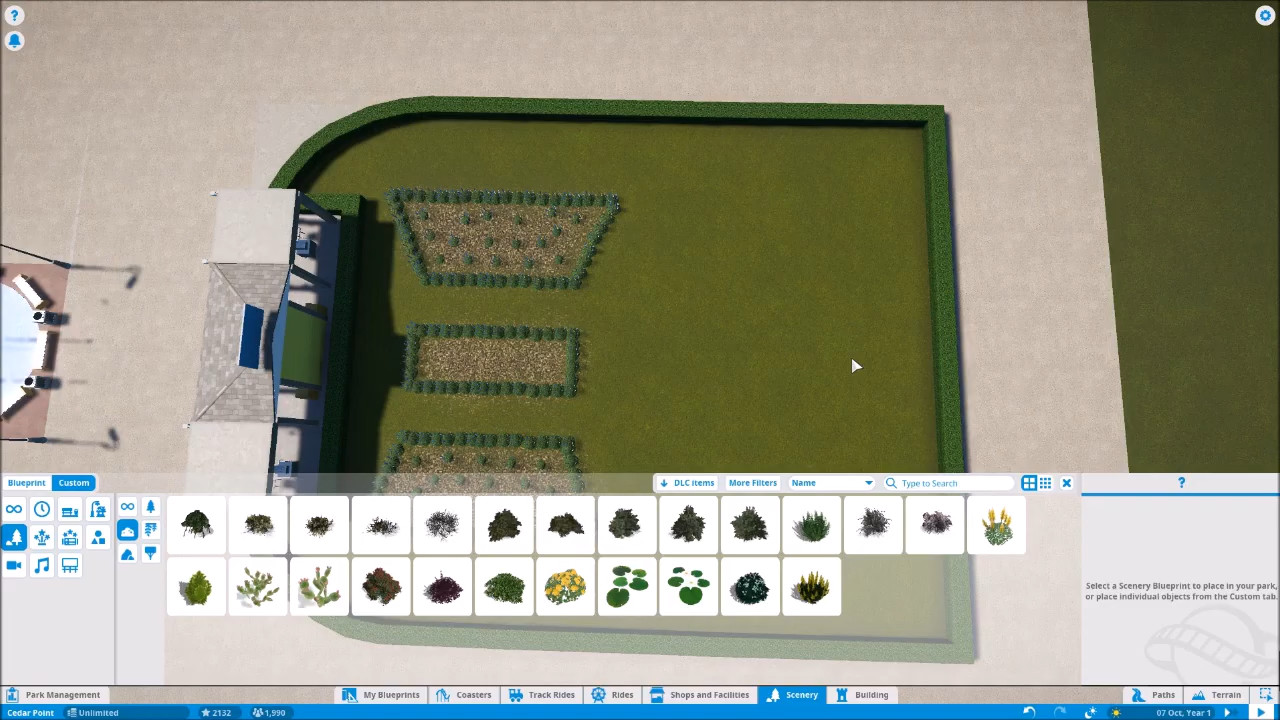 ?
Blueprint Custom DLC items More Filters Name Type to Search ?
Select a Scenery Blueprint to place in your park,
or place individual objects from the Custom tab.
Park Management My Blueprints Coasters Track Rides Rides Shops and Facilities Scenery Building Paths Terrain
Cedar Point Unlimited 2132 1,990 07 Oct, Year 1